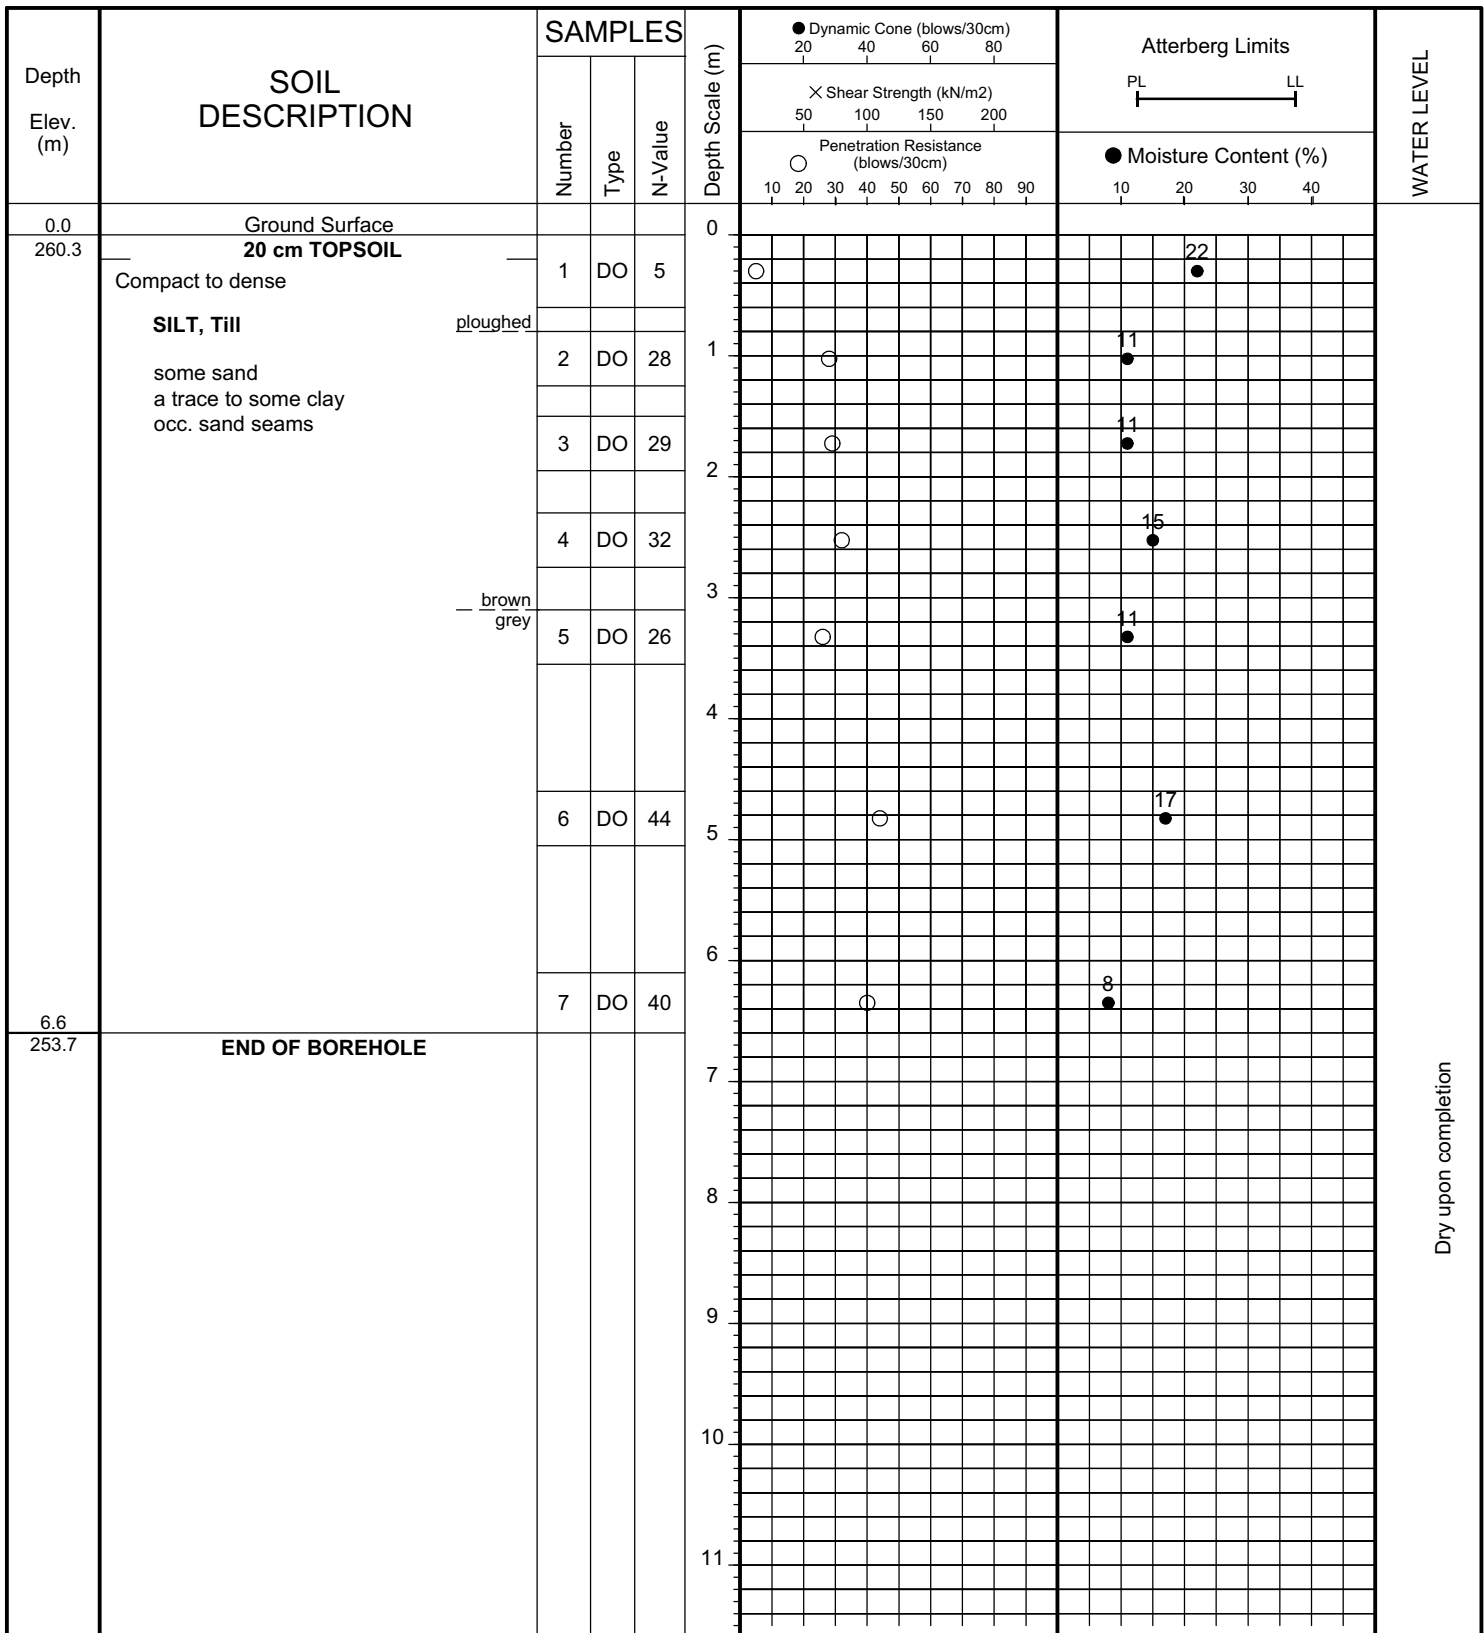 Depth
Elev.
(m)
SOIL
DESCRIPTION
SAMPLES
Number
Type
N-Value
Depth Scale (m)
Dynamic Cone (blows/30cm)
20 40 60 80
Shear Strength (kN/m2)
50 100 150 200
Penetration Resistance
(blows/30cm)
10 20 30 40 50 60 70 80 90
Atterberg Limits
PL LL
Moisture Content (%)
10 20 30 40
WATER LEVEL
0.0 Ground Surface 0
260.3 20 cm TOPSOIL
Compact to dense
1 DO 5 22
SILT, Till ploughed
2 DO 28 1 11
some sand
a trace to some clay
occ. sand seams
3 DO 29 11
2
4 DO 32 15
3
brown
grey
5 DO 26 11
4
6 DO 44 17
5
6
7 DO 40 8
6.6
253.7 END OF BOREHOLE
7
8
9
10
11
Dry upon completion